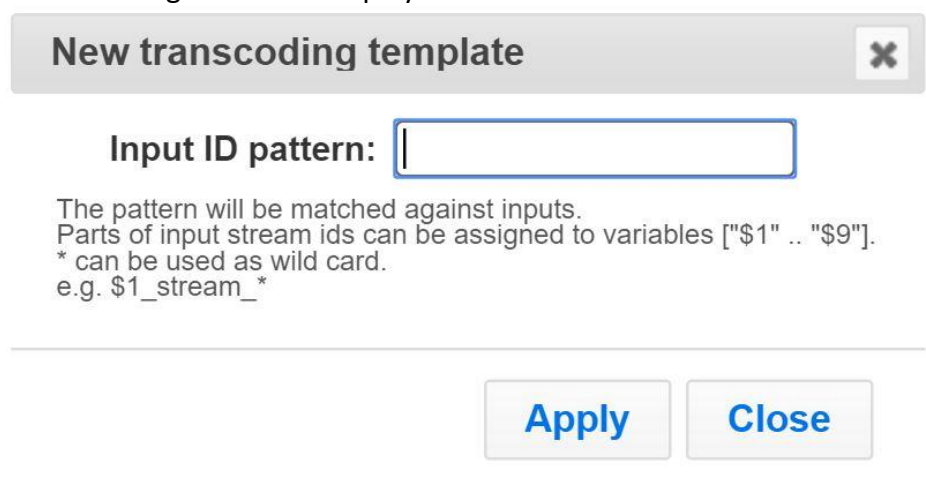 New transcoding template
Input ID pattern:
The pattern will be matched against inputs.
Parts of input stream ids can be assigned to variables ["$1" .. "$9"].
* can be used as wild card.
e.g. $1_stream_*
Apply Close